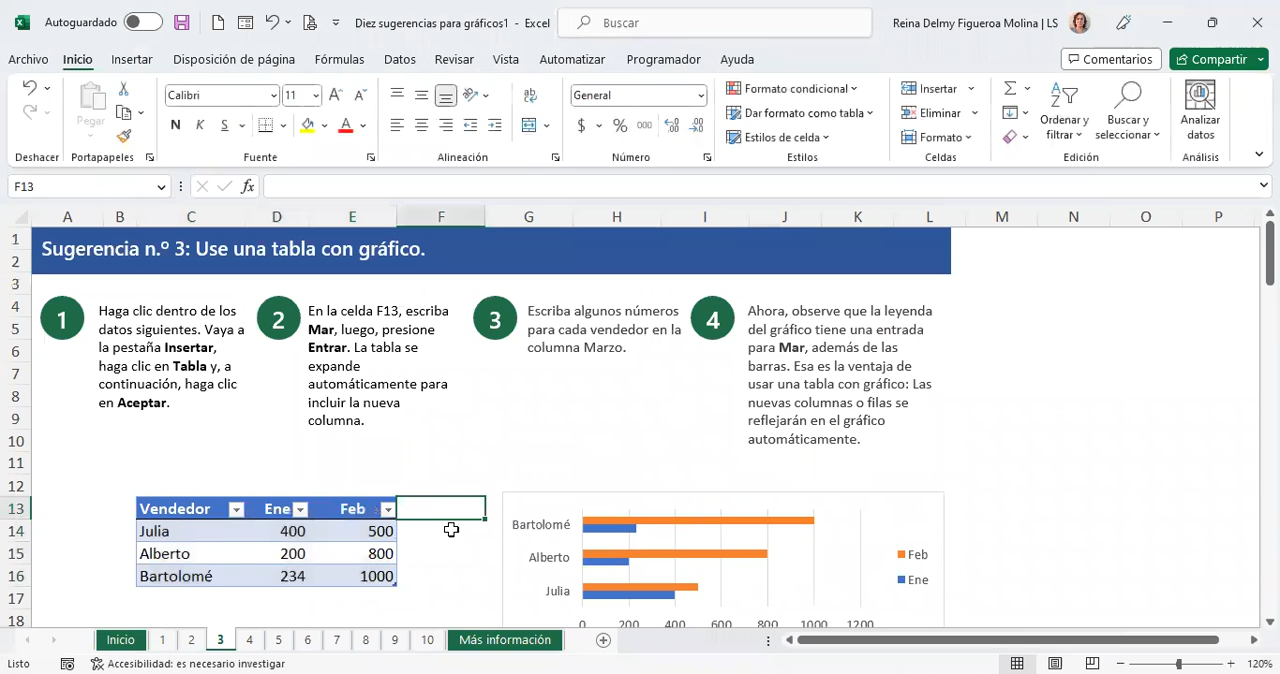 Autoguardado
Diez sugerencias para gráficos1 - Excel
Buscar
Reina Delmy Figueroa Molina | LS
Archivo Inicio Insertar Disposición de página Fórmulas Datos Revisar Vista Automatizar Programador Ayuda
Comentarios
Compartir
Pegar
Calibri
11
N K S
General
$ % 000
Formato condicional
Dar formato como tabla
Estilos de celda
Insertar
Eliminar
Formato
Ordenar y filtrar
Buscar y seleccionar
Analizar datos
Deshacer Portapapeles Fuente Alineación Número Estilos Celdas Edición Análisis
F13
fx
A B C D E F G H I J K L M N O P
1
2
3
4
5
6
7
8
9
10
11
12
13
14
15
16
17
18
Sugerencia n.º 3: Use una tabla con gráfico.
1
Haga clic dentro de los
datos siguientes. Vaya a
la pestaña Insertar,
haga clic en Tabla y, a
continuación, haga clic
en Aceptar.
2
En la celda F13, escriba
Mar, luego, presione
Entrar. La tabla se
expande
automáticamente para
incluir la nueva
columna.
3
Escriba algunos números
para cada vendedor en la
columna Marzo.
4
Ahora, observe que la leyenda
del gráfico tiene una entrada
para Mar, además de las
barras. Esa es la ventaja de
usar una tabla con gráfico: Las
nuevas columnas o filas se
reflejarán en el gráfico
automáticamente.
Vendedor Ene Feb
Julia 400 500
Alberto 200 800
Bartolomé 234 1000
Bartolomé
Alberto
Julia
0 200 400 600 800 1000 1200
Feb
Ene
Inicio 1 2 3 4 5 6 7 8 9 10 Más información
Listo
Accesibilidad: es necesario investigar
120%